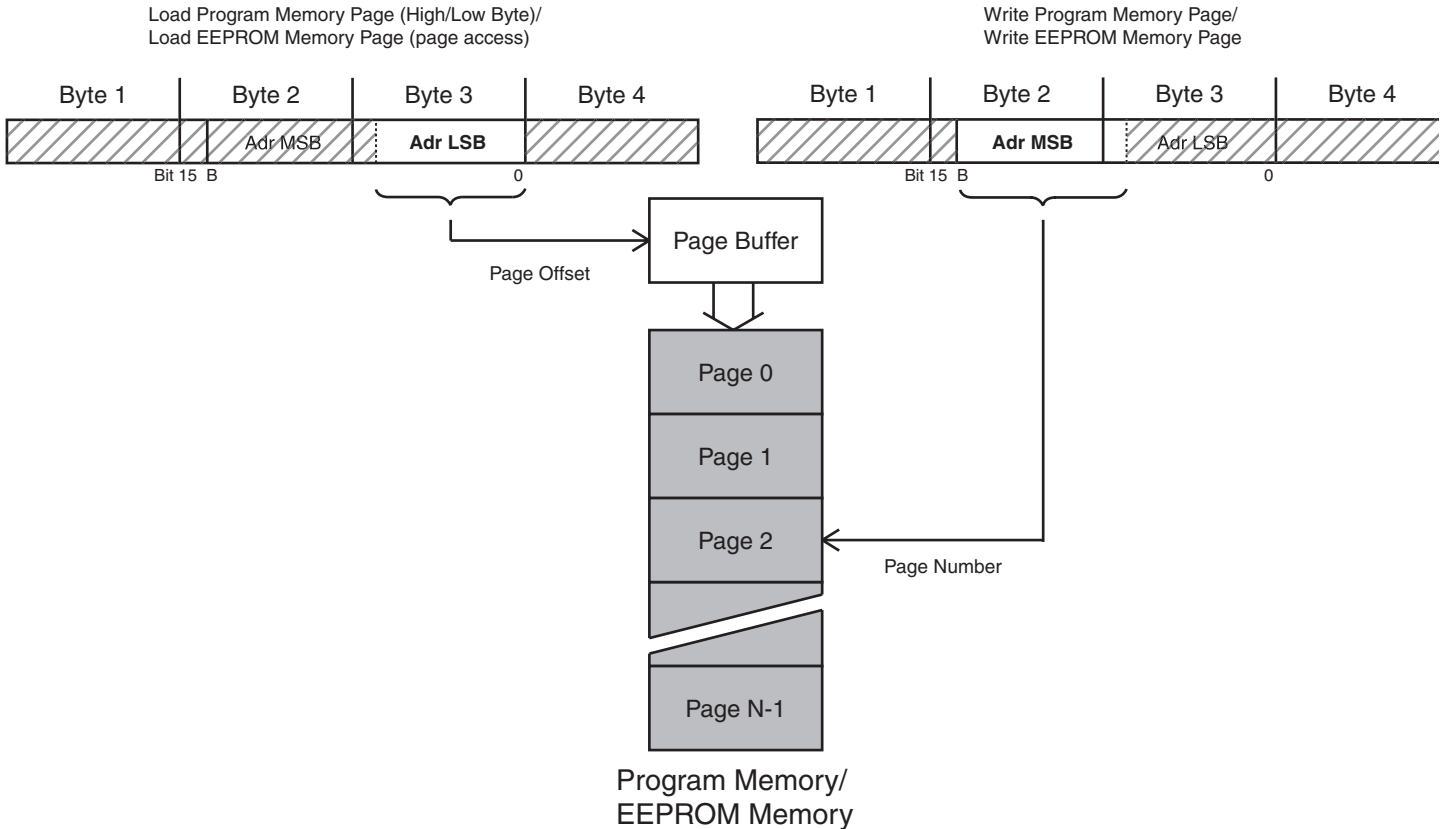 Load Program Memory Page (High/Low Byte)/
Load EEPROM Memory Page (page access)
Byte 1 Byte 2 Byte 3 Byte 4
Adr MSB Adr LSB
Bit 15 B 0
Write Program Memory Page/
Write EEPROM Memory Page
Byte 1 Byte 2 Byte 3 Byte 4
Adr MSB Adr LSB
Bit 15 B 0
Page Buffer
Page Offset
Page 0
Page 1
Page 2
Page Number
Page N-1
Program Memory/
EEPROM Memory